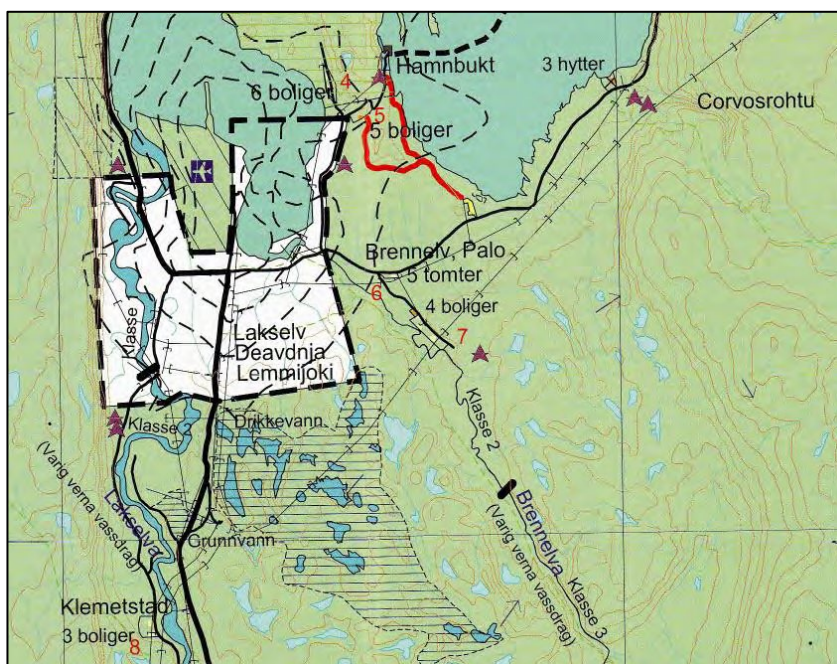 Hamnbukt
4
3 hytter
6 boliger
Corvosrohtu
5
5 boliger
Brennelv, Palo
5 tomter
6
4 boliger
7
Klasse
Lakselv
Deavdnja
Lemmijoki
Klasse 2
Drikkevann
Klasse 2
(Varig verna vassdrag)
Lakselva
Brennelva Klasse 3
(Varig verna vassdrag)
Grunnvann
Klemetstad
3 boliger
8